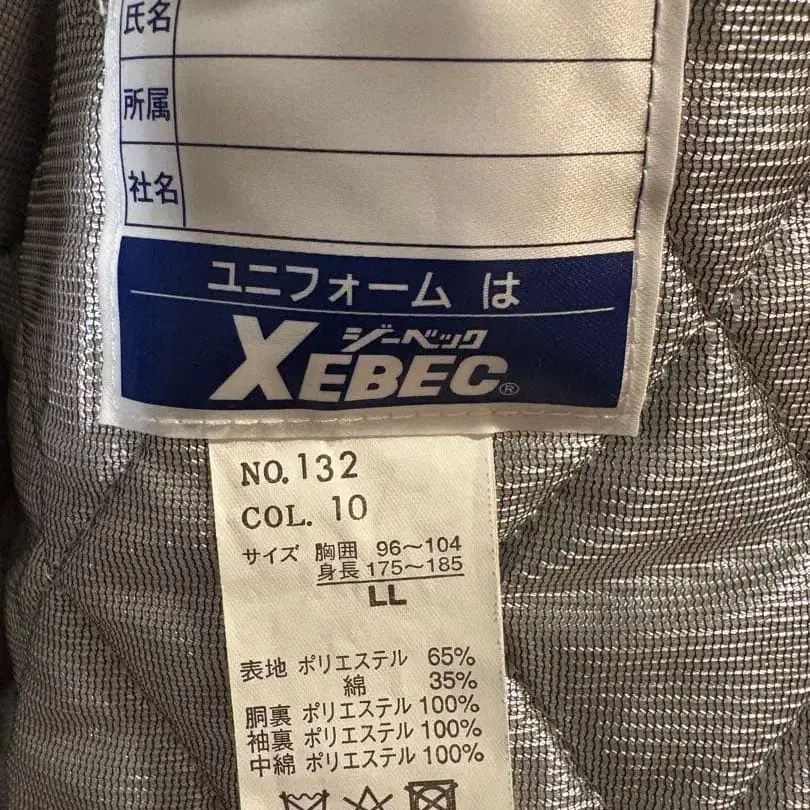 氏名
所属
社名
ユニフォーム は
ジーベック
XEBEC®
NO. 132
COL. 10
サイズ 胸囲 96～104
身長 175～185
LL
表地 ポリエステル 65%
綿 35%
胴裏 ポリエステル 100%
袖裏 ポリエステル 100%
中綿 ポリエステル 100%